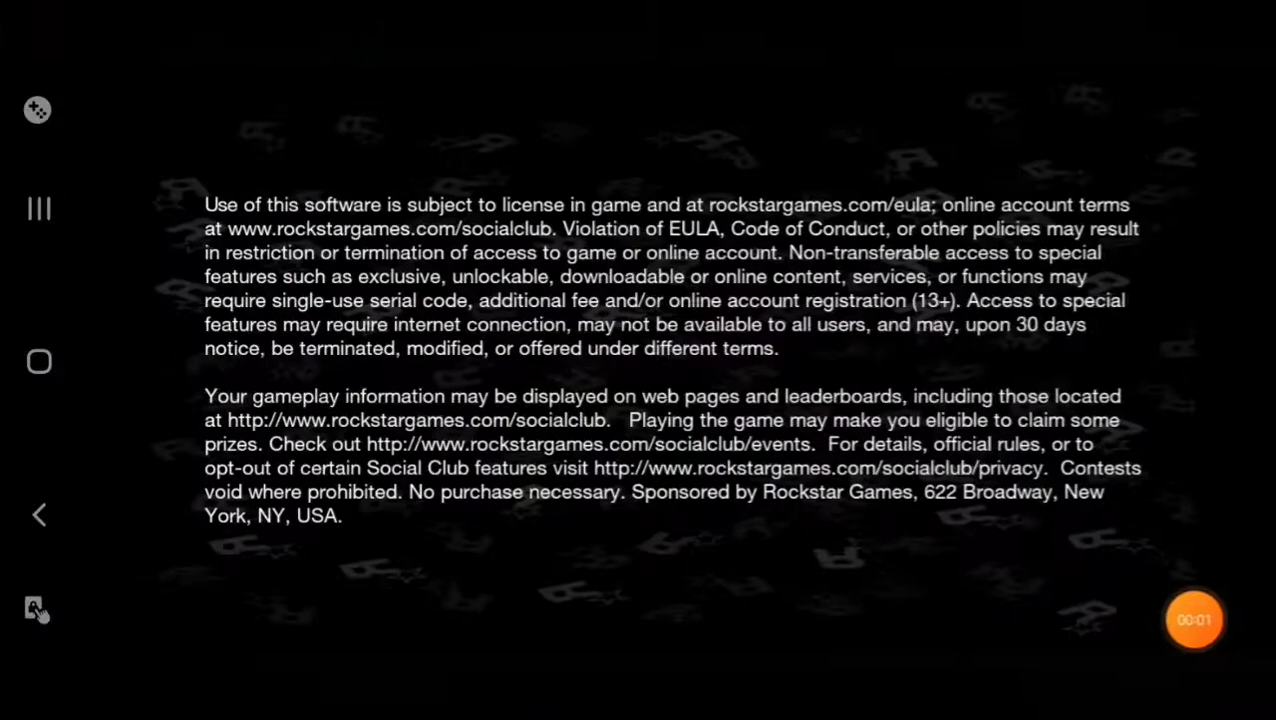 Use of this software is subject to license in game and at rockstargames.com/eula; online account terms
at www.rockstargames.com/socialclub. Violation of EULA, Code of Conduct, or other policies may result
in restriction or termination of access to game or online account. Non-transferable access to special
features such as exclusive, unlockable, downloadable or online content, services, or functions may
require single-use serial code, additional fee and/or online account registration (13+). Access to special
features may require internet connection, may not be available to all users, and may, upon 30 days
notice, be terminated, modified, or offered under different terms.
Your gameplay information may be displayed on web pages and leaderboards, including those located
at http://www.rockstargames.com/socialclub. Playing the game may make you eligible to claim some
prizes. Check out http://www.rockstargames.com/socialclub/events. For details, official rules, or to
opt-out of certain Social Club features visit http://www.rockstargames.com/socialclub/privacy. Contests
void where prohibited. No purchase necessary. Sponsored by Rockstar Games, 622 Broadway, New
York, NY, USA.
00:01